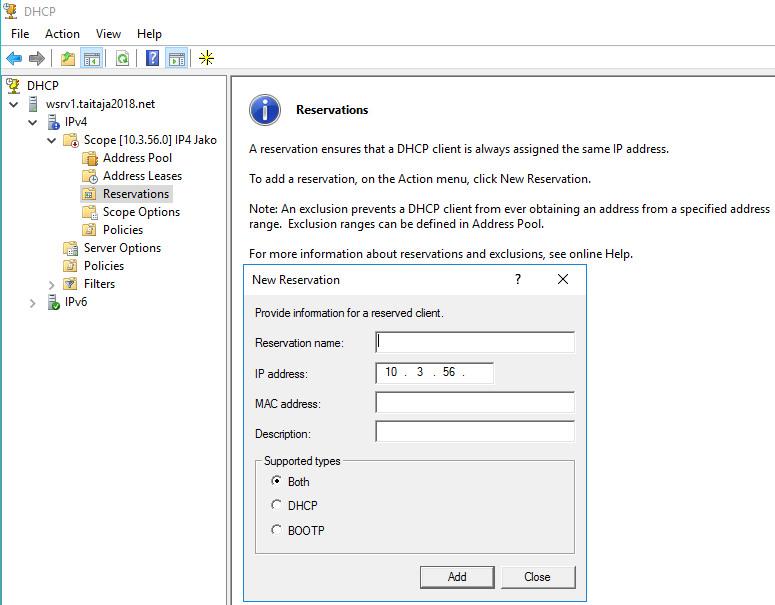 DHCP
File Action View Help
DHCP
wsrv1.taitaja2018.net
IPv4
Scope [10.3.56.0] IP4 Jako
Address Pool
Address Leases
Reservations
Scope Options
Policies
Server Options
Policies
Filters
IPv6
Reservations
A reservation ensures that a DHCP client is always assigned the same IP address.
To add a reservation, on the Action menu, click New Reservation.
Note: An exclusion prevents a DHCP client from ever obtaining an address from a specified address
range. Exclusion ranges can be defined in Address Pool.
For more information about reservations and exclusions, see online Help.
New Reservation ?
Provide information for a reserved client.
Reservation name:
IP address: 10 . 3 . 56 .
MAC address:
Description:
Supported types
Both
DHCP
BOOTP
Add Close